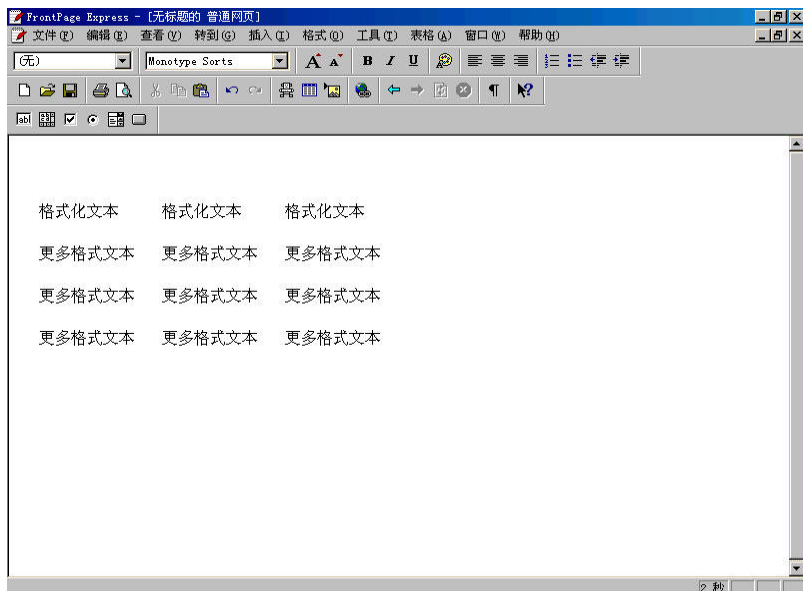 FrontPage Express - [无标题的 普通网页]
文件(F) 编辑(E) 查看(V) 转到(G) 插入(I) 格式(O) 工具(T) 表格(A) 窗口(W) 帮助(H)
(无) Monotype Sorts A A B I U
abl
格式化文本 格式化文本 格式化文本
更多格式文本 更多格式文本 更多格式文本
更多格式文本 更多格式文本 更多格式文本
更多格式文本 更多格式文本 更多格式文本
2 秒